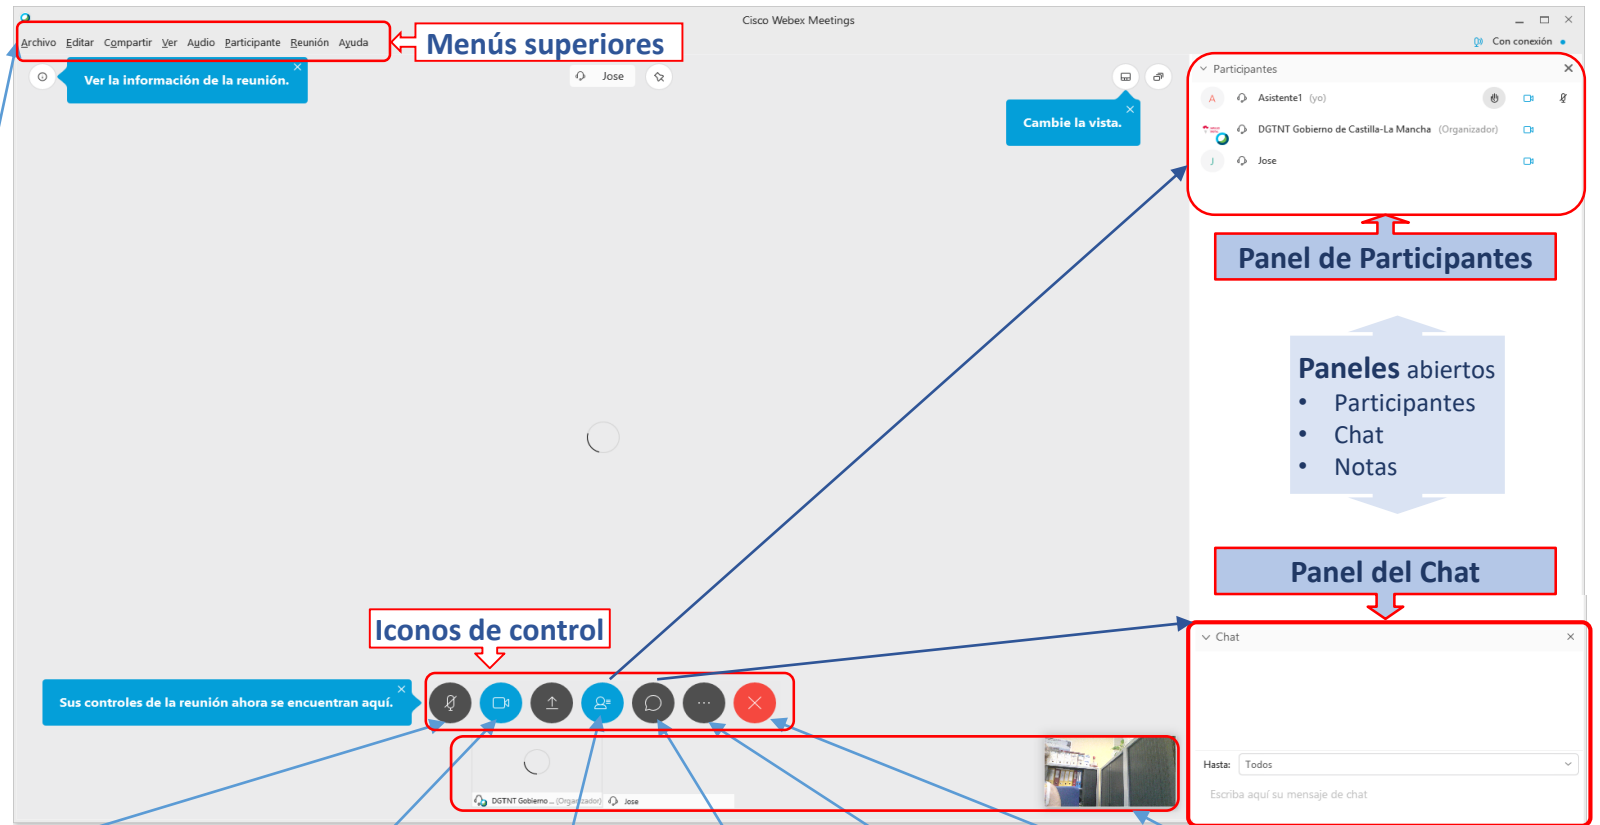 Cisco Webex Meetings
Archivo Editar Compartir Ver Audio Participante Reunión Ayuda
Menús superiores
Con conexión
Ver la información de la reunión.
Jose
Cambie la vista.
Participantes
A Asistente1 (yo)
DGTNT Gobierno de Castilla-La Mancha (Organizador)
J Jose
Panel de Participantes
Paneles abiertos
• Participantes
• Chat
• Notas
Panel del Chat
Iconos de control
Sus controles de la reunión ahora se encuentran aquí.
Chat
Hasta: Todos
Escriba aquí su mensaje de chat
DGTNT Gobierno ... (Organizador) Jose